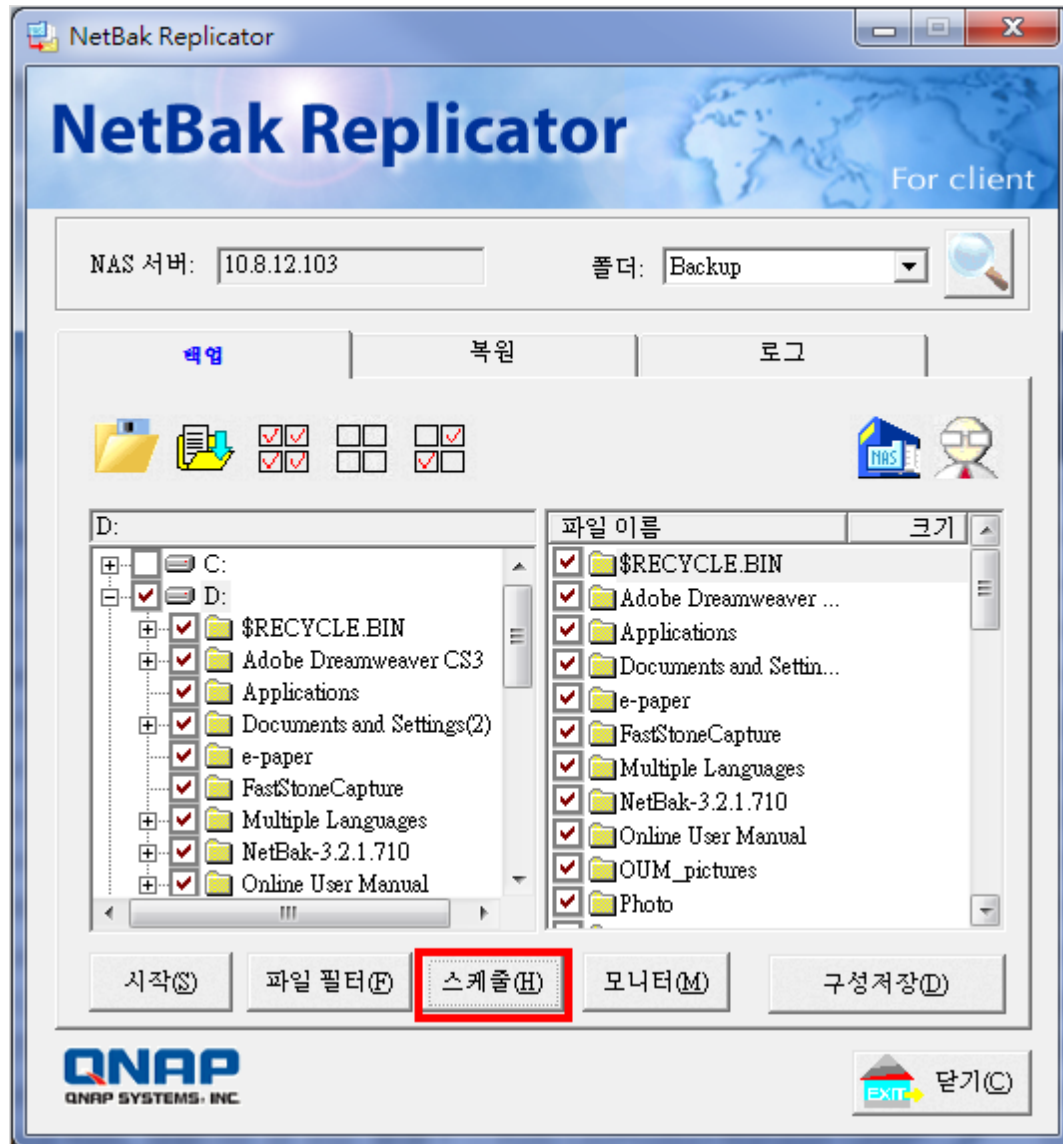 NetBak Replicator
NetBak Replicator
For client
NAS 서버: 10.8.12.103 폴더: Backup
백업 복원 로그
NAS
D:
C:
D:
$RECYCLE.BIN
Adobe Dreamweaver CS3
Applications
Documents and Settings(2)
e-paper
FastStoneCapture
Multiple Languages
NetBak-3.2.1.710
Online User Manual
파일 이름 크기
$RECYCLE.BIN
Adobe Dreamweaver ...
Applications
Documents and Settin...
e-paper
FastStoneCapture
Multiple Languages
NetBak-3.2.1.710
Online User Manual
OUM_pictures
Photo
시작(S) 파일 필터(F) 스케줄(H) 모니터(M) 구성저장(D)
QNAP
QNAP SYSTEMS, INC.
EXIT 닫기(C)